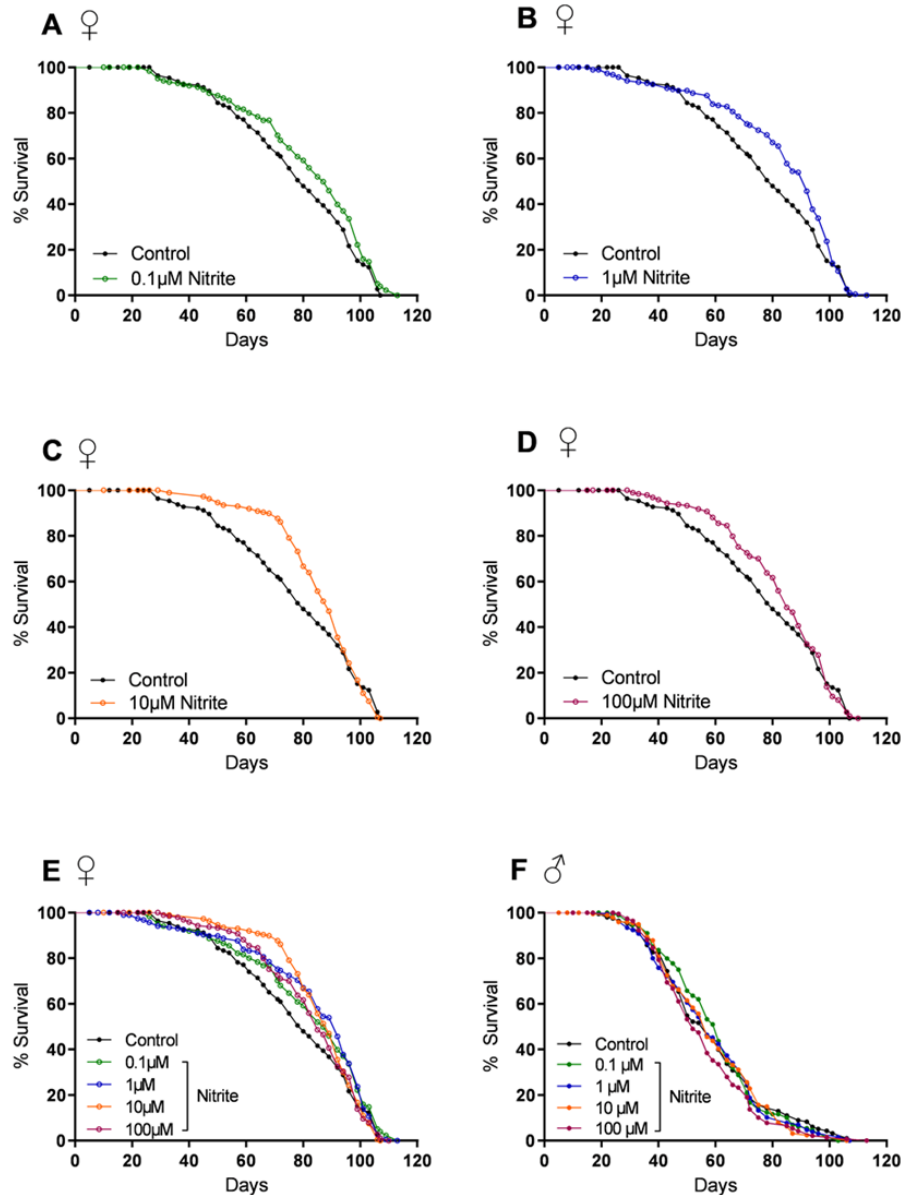 A ♀
B ♀
100
80
60
40
20
0
% Survival
Control
0.1µM Nitrite
0 20 40 60 80 100 120
Days
100
80
60
40
20
0
% Survival
Control
1µM Nitrite
0 20 40 60 80 100 120
Days
C ♀
D ♀
100
80
60
40
20
0
% Survival
Control
10µM Nitrite
0 20 40 60 80 100 120
Days
100
80
60
40
20
0
% Survival
Control
100µM Nitrite
0 20 40 60 80 100 120
Days
E ♀
F ♂
100
80
60
40
20
0
% Survival
Control
0.1µM
1µM
10µM
100µM
Nitrite
0 20 40 60 80 100 120
Days
100
80
60
40
20
0
% Survival
Control
0.1 µM
1 µM
10 µM
100 µM
Nitrite
0 20 40 60 80 100 120
Days